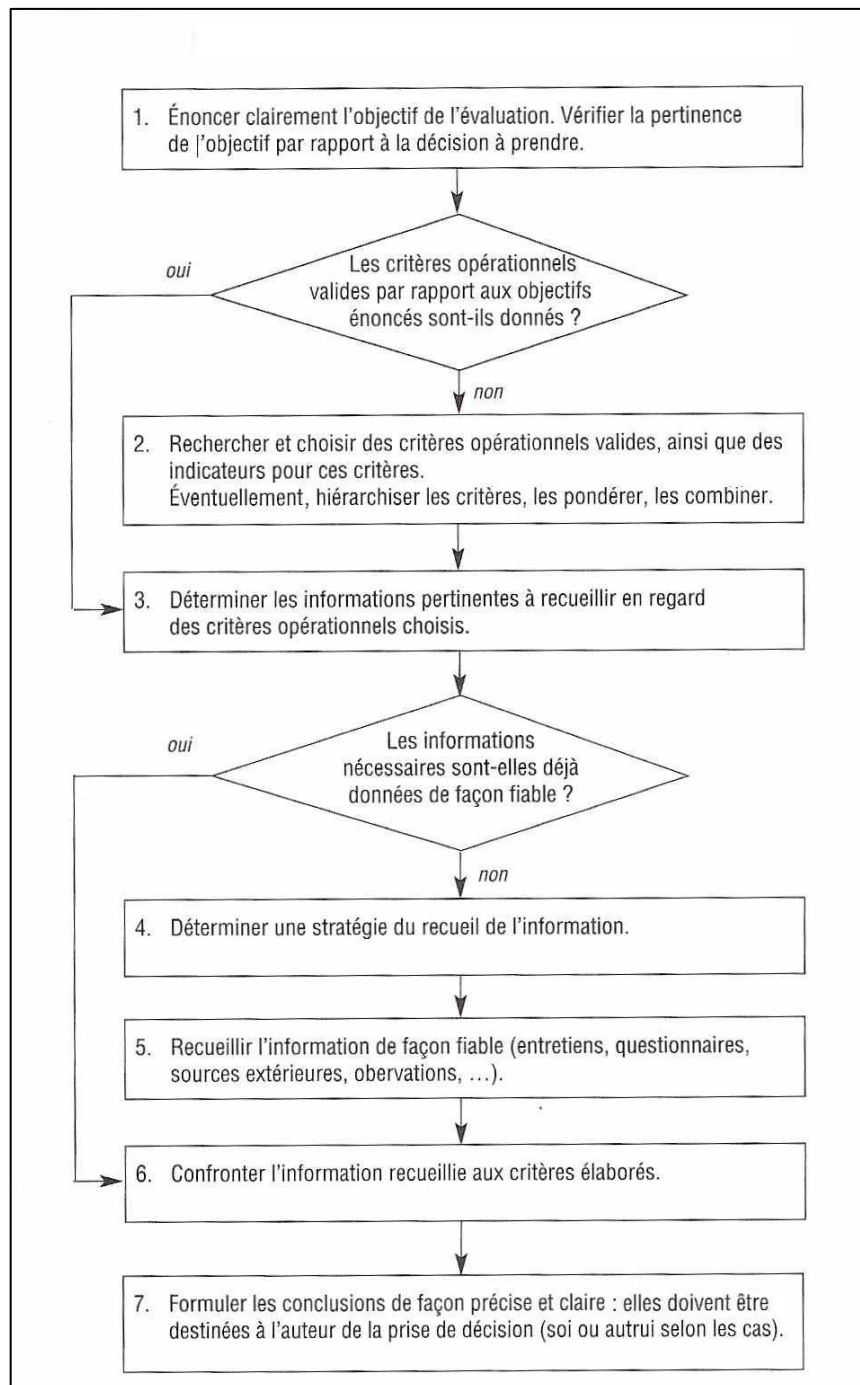 1. Énoncer clairement l'objectif de l'évaluation. Vérifier la pertinence
de l'objectif par rapport à la décision à prendre.
oui
Les critères opérationnels
valides par rapport aux objectifs
énoncés sont-ils donnés ?
non
2. Rechercher et choisir des critères opérationnels valides, ainsi que des
indicateurs pour ces critères.
Éventuellement, hiérarchiser les critères, les pondérer, les combiner.
3. Déterminer les informations pertinentes à recueillir en regard
des critères opérationnels choisis.
oui
Les informations
nécessaires sont-elles déjà
données de façon fiable ?
non
4. Déterminer une stratégie du recueil de l'information.
5. Recueillir l'information de façon fiable (entretiens, questionnaires,
sources extérieures, obervations, ...).
6. Confronter l'information recueillie aux critères élaborés.
7. Formuler les conclusions de façon précise et claire : elles doivent être
destinées à l'auteur de la prise de décision (soi ou autrui selon les cas).